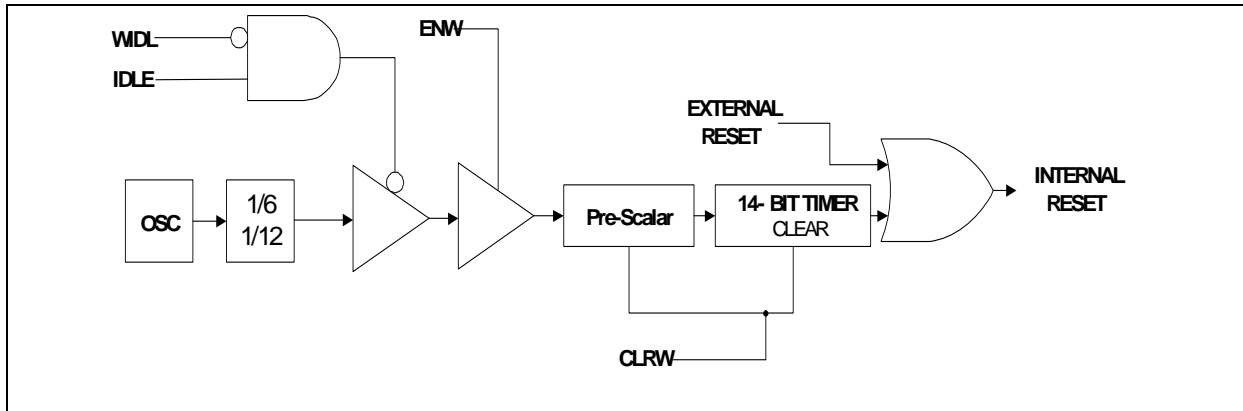 WIDL
IDLE
ENW
EXTERNAL
RESET
INTERNAL
RESET
OSC
1/6
1/12
Pre-Scalar
14- BIT TIMER
CLEAR
CLRW